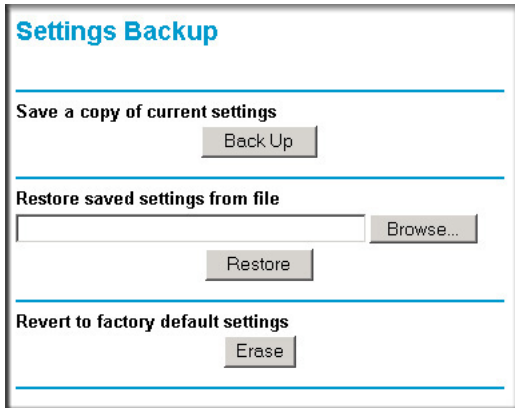 Settings Backup
Save a copy of current settings
Back Up
Restore saved settings from file
Browse...
Restore
Revert to factory default settings
Erase